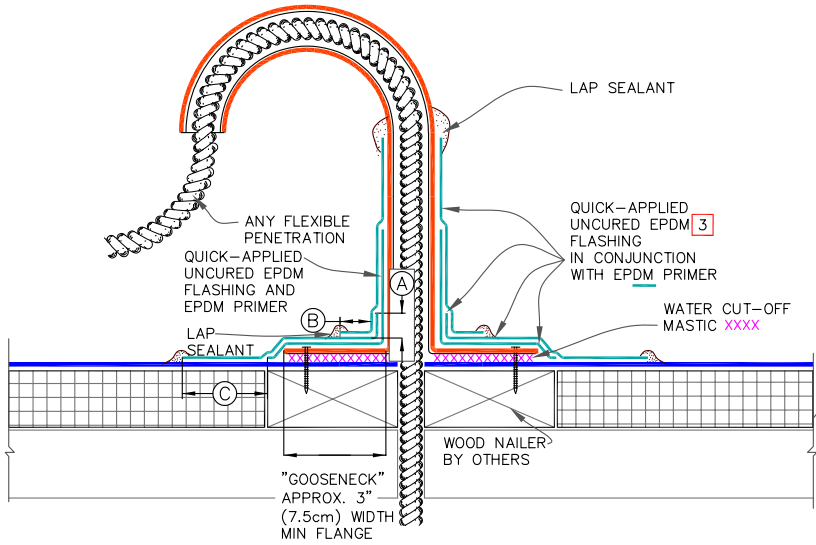 LAP SEALANT
ANY FLEXIBLE
PENETRATION
QUICK-APPLIED
UNCURED EPDM
FLASHING AND
EPDM PRIMER
QUICK-APPLIED
UNCURED EPDM 3
FLASHING
IN CONJUNCTION
WITH EPDM PRIMER
A
B
LAP
SEALANT
WATER CUT-OFF
MASTIC XXXX
C
WOOD NAILER
BY OTHERS
"GOOSENECK"
APPROX. 3"
(7.5cm) WIDTH
MIN FLANGE